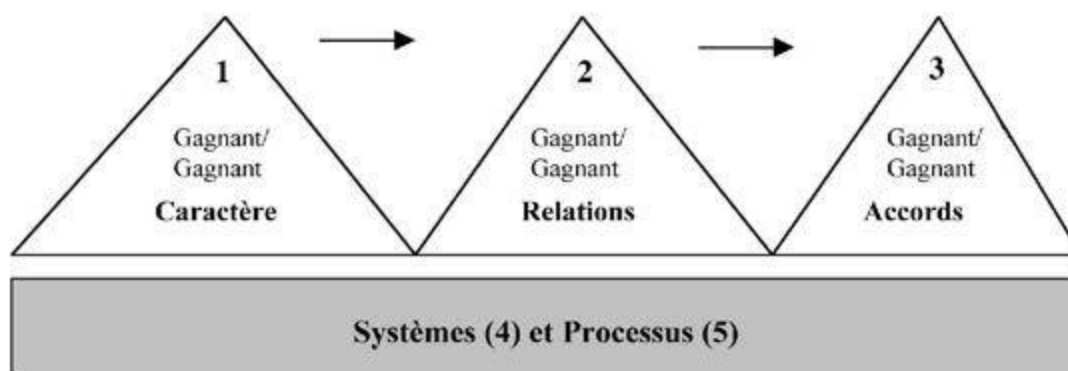 1
Gagnant/
Gagnant
Caractère
2
Gagnant/
Gagnant
Relations
3
Gagnant/
Gagnant
Accords
Systèmes (4) et Processus (5)